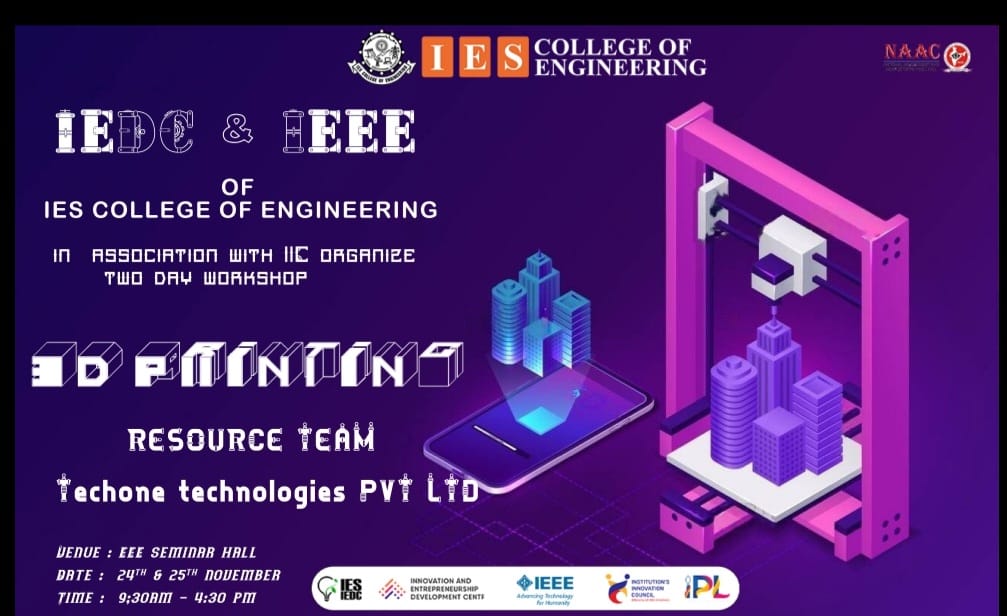 IES COLLEGE OF ENGINEERING
NAAC
IEDC & IEEE
OF
IES COLLEGE OF ENGINEERING
IN ASSOCIATION WITH IIC ORGANIZE
TWO DAY WORKSHOP
3D PRINTING
RESOURCE TEAM
Techone technologies PVT LTD
VENUE : EEE SEMINAR HALL
DATE : 24TH & 25TH NOVEMBER
TIME : 9;30AM - 4:30 PM
IES
IEDC
INNOVATION AND
ENTREPRENEURSHIP
DEVELOPMENT CENTF
IEEE
Advancing Technology
for Humanity
INSTITUTION'S
INNOVATION
COUNCIL
iPL